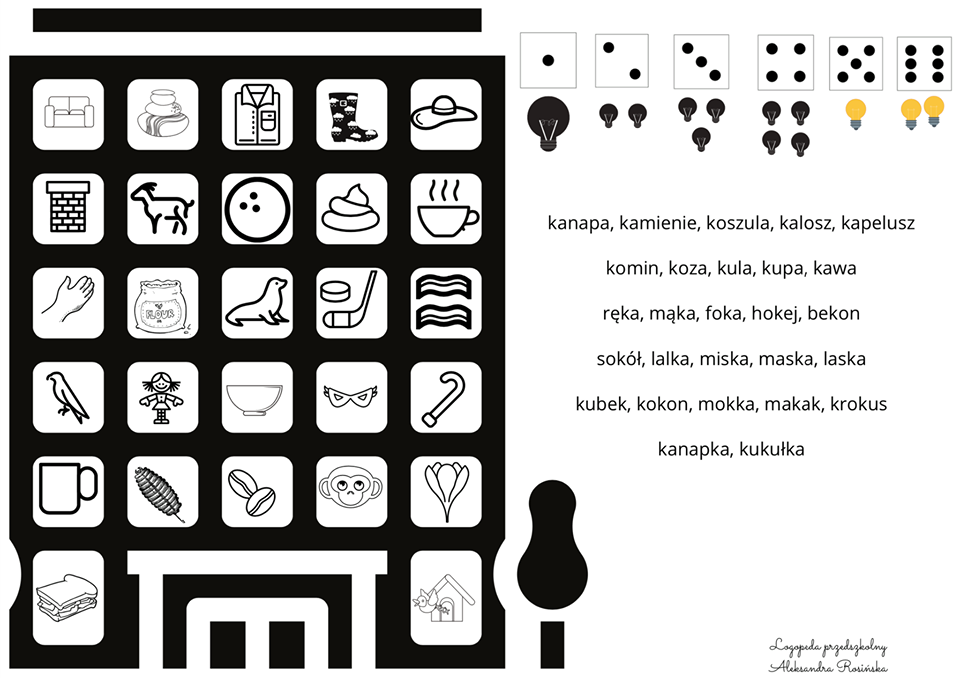 kanapa, kamienie, koszula, kalosz, kapelusz
komin, koza, kula, kupa, kawa
ręka, mąka, foka, hokej, bekon
FLOUR
sokół, lalka, miska, maska, laska
kubek, kokon, mokka, makak, krokus
kanapka, kukułka
Logopeda przedszkolny
Aleksandra Rosińska